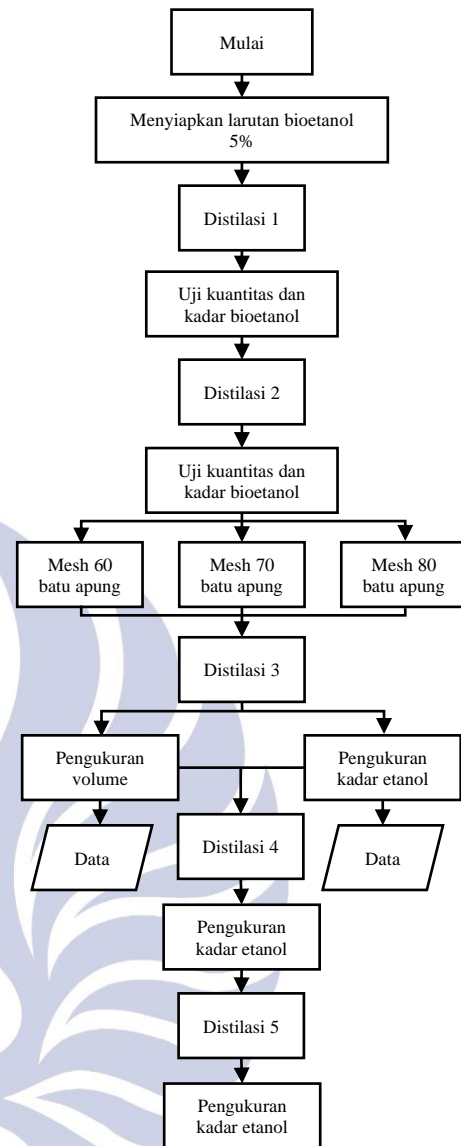 Mulai
Menyiapkan larutan bioetanol
5%
Distilasi 1
Uji kuantitas dan
kadar bioetanol
Distilasi 2
Uji kuantitas dan
kadar bioetanol
Mesh 60
batu apung
Mesh 70
batu apung
Mesh 80
batu apung
Distilasi 3
Pengukuran
volume
Pengukuran
kadar etanol
Data
Distilasi 4
Data
Pengukuran
kadar etanol
Distilasi 5
Pengukuran
kadar etanol